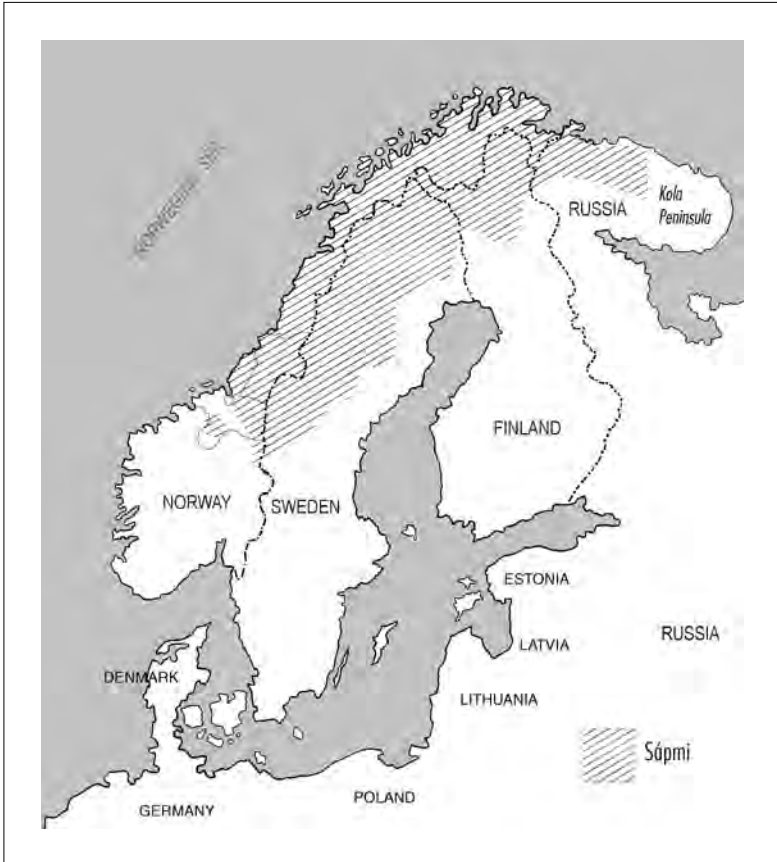 NORWEGIAN SEA
Kola
Peninsula
RUSSIA
FINLAND
NORWAY
SWEDEN
ESTONIA
RUSSIA
LATVIA
DENMARK
LITHUANIA
Sápmi
POLAND
GERMANY